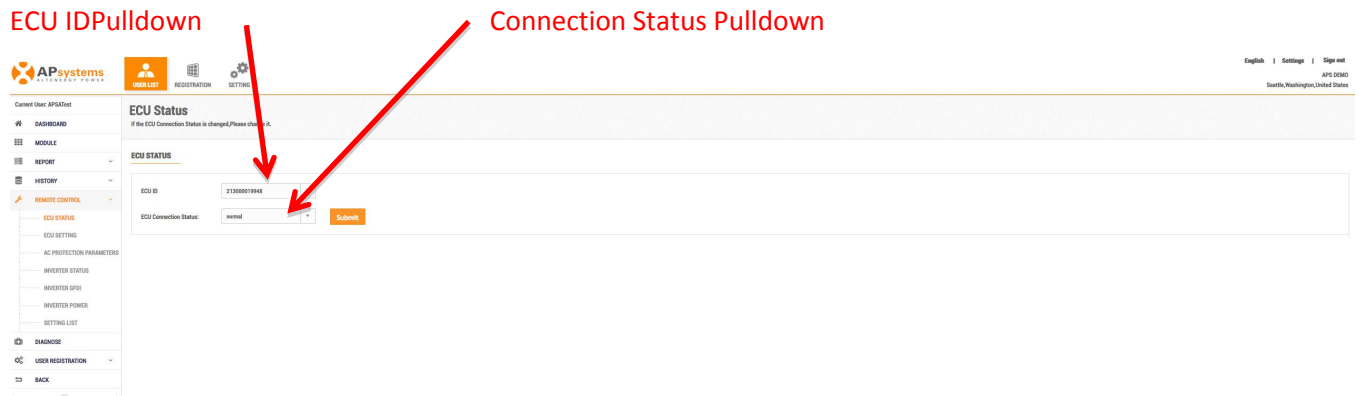 ECU IDPulldown
Connection Status Pulldown
APsystems
ALTENERGY POWER
USER LIST
REGISTRATION
SETTING
English | Settings | Sign out
APS DEMO
Seattle,Washington,United States
Current User: APSATest
DASHBOARD
MODULE
REPORT
HISTORY
REMOTE CONTROL
ECU STATUS
ECU SETTING
AC PROTECTION PARAMETERS
INVERTER STATUS
INVERTER GFDI
INVERTER POWER
SETTING LIST
DIAGNOSE
USER REGISTRATION
BACK
ECU Status
If the ECU Connection Status is changed,Please change it.
ECU STATUS
ECU ID
213000019948
ECU Connection Status:
normal
Submit